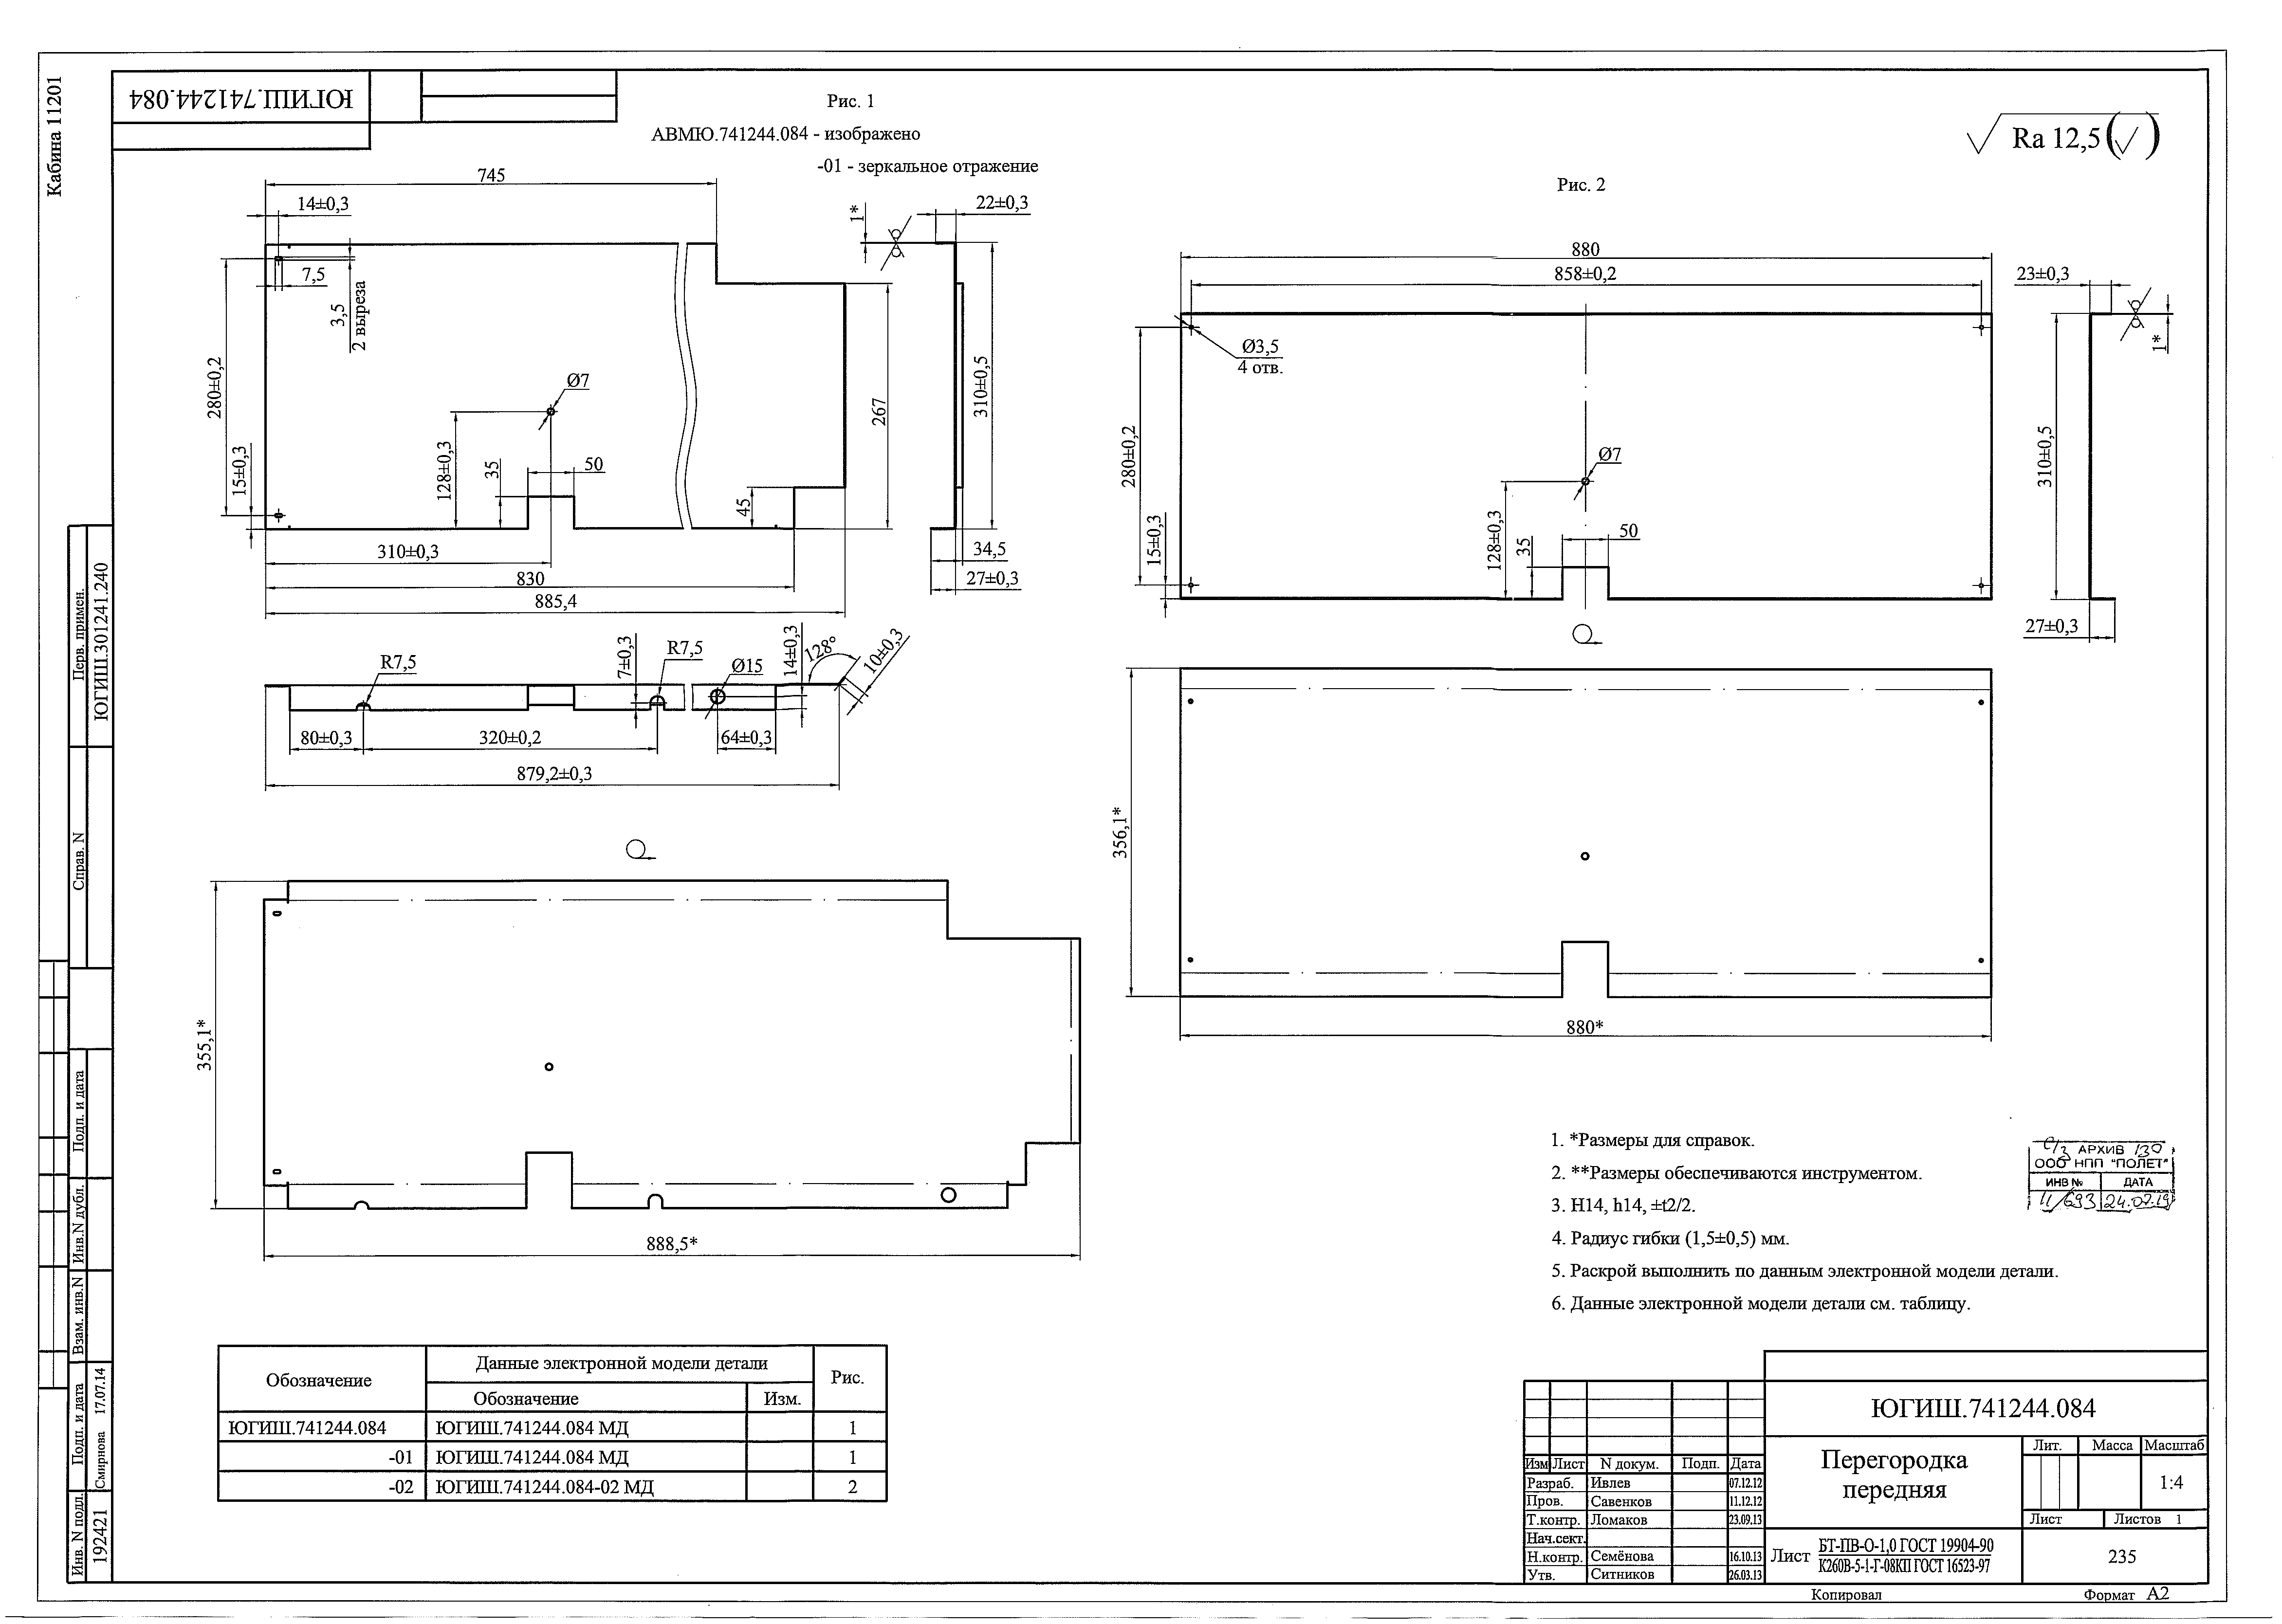 Кабина 11201
ЮГИШ.741244.084
Рис. 1
АВМЮ.741244.084 - изображено
-01 - зеркальное отражение
Ra 12,5 (√)
745
14±0,3
7,5
3,5
2 выреза
280±0,2
15±0,3
Ø7
128±0,3
35
50
310±0,3
830
885,4
45
267
1*
22±0,3
310±0,5
34,5
27±0,3
R7,5
7±0,3
R7,5
Ø15
14±0,3
128°
10±0,3
80±0,3
320±0,2
64±0,3
879,2±0,3
355,1*
888,5*
Рис. 2
880
858±0,2
23±0,3
1*
Ø3,5
4 отв.
280±0,2
15±0,3
Ø7
128±0,3
35
50
310±0,5
27±0,3
356,1*
880*
1. *Размеры для справок.
2. **Размеры обеспечиваются инструментом.
3. H14, h14, ±t2/2.
4. Радиус гибки (1,5±0,5) мм.
5. Раскрой выполнить по данным электронной модели детали.
6. Данные электронной модели детали см. таблицу.
АРХИВ 130
ООО НПП "ПОЛЕТ"
ИНВ № ДАТА
11/693 24.07.19
Обозначение Данные электронной модели детали Рис.
Обозначение Изм.
ЮГИШ.741244.084 ЮГИШ.741244.084 МД 1
-01 ЮГИШ.741244.084 МД 1
-02 ЮГИШ.741244.084-02 МД 2
Перв. примен.
ЮГИШ.301241.240
Справ. N
Подп. и дата
Инв.N дубл.
Взам. инв.N
Подп. и дата
Смирнова 17.07.14
Инв. N подл.
192421
ЮГИШ.741244.084
Изм Лист N докум. Подп. Дата
Разраб. Ивлев 07.12.12
Пров. Савенков 11.12.12
Т.контр. Ломаков 23.09.13
Нач.сект.
Н.контр. Семёнова 16.10.13
Утв. Ситников 26.03.13
Перегородка
передняя
Лит. Масса Масштаб
1:4
Лист Листов 1
Лист БТ-ПВ-О-1,0 ГОСТ 19904-90
К260В-5-1-Г-08КП ГОСТ 16523-97
235
Копировал Формат А2